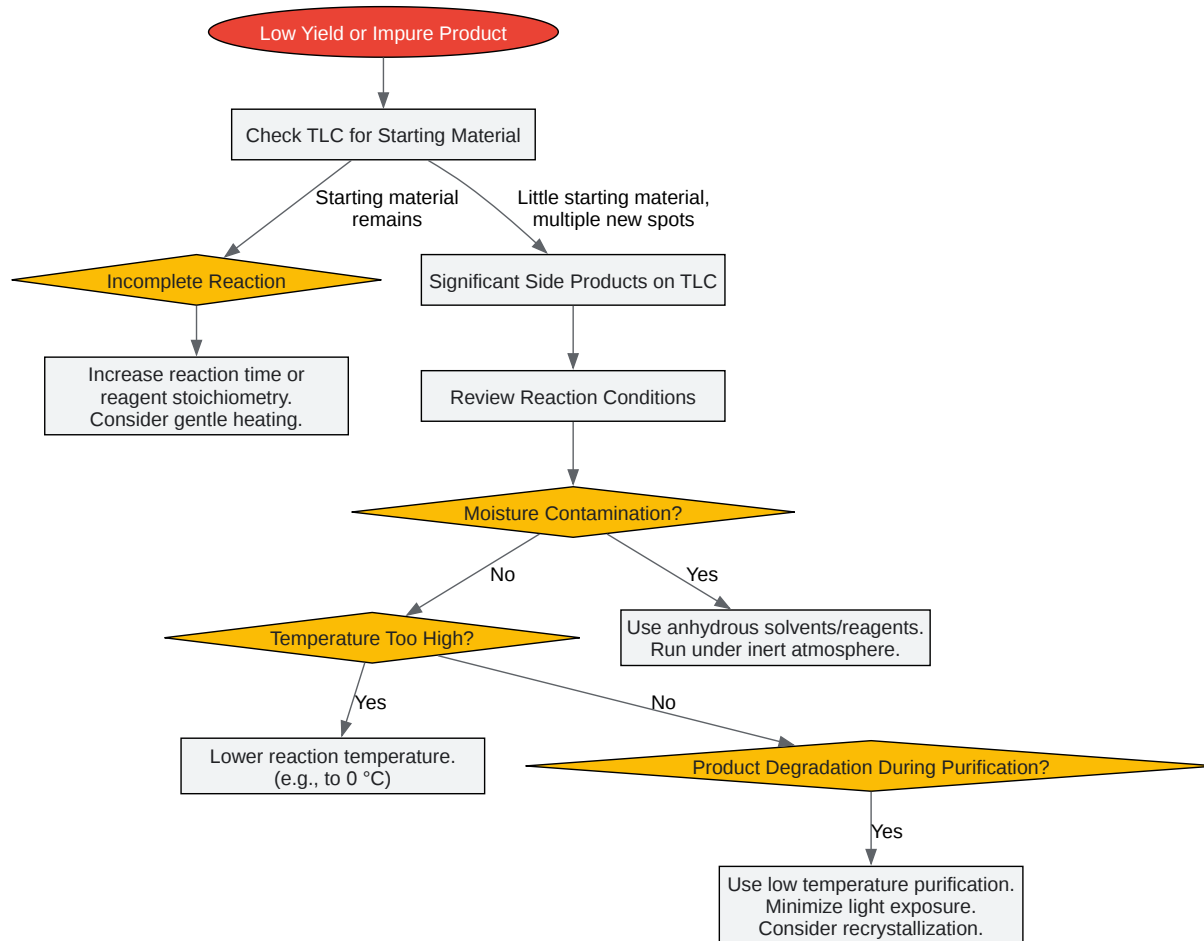 Low Yield or Impure Product
Check TLC for Starting Material
Starting material
remains
Little starting material,
multiple new spots
Incomplete Reaction
Significant Side Products on TLC
Increase reaction time or
reagent stoichiometry.
Consider gentle heating.
Review Reaction Conditions
Moisture Contamination?
No
Yes
Temperature Too High?
Use anhydrous solvents/reagents.
Run under inert atmosphere.
Yes
No
Lower reaction temperature.
(e.g., to 0 °C)
Product Degradation During Purification?
Yes
Use low temperature purification.
Minimize light exposure.
Consider recrystallization.